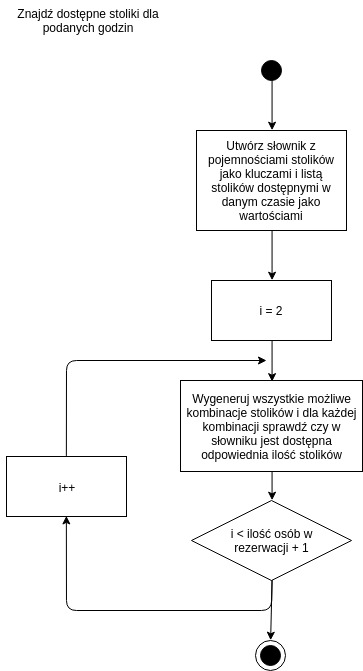 Znajdź dostępne stoliki dla
podanych godzin
Utwórz słownik z
pojemnościami stolików
jako kluczami i listą
stolików dostępnymi w
danym czasie jako
wartościami
i = 2
Wygeneruj wszystkie możliwe
kombinacje stolików i dla każdej
kombinacji sprawdź czy w
słowniku jest dostępna
odpowiednia ilość stolików
i++
i < ilość osób w
rezerwacji + 1